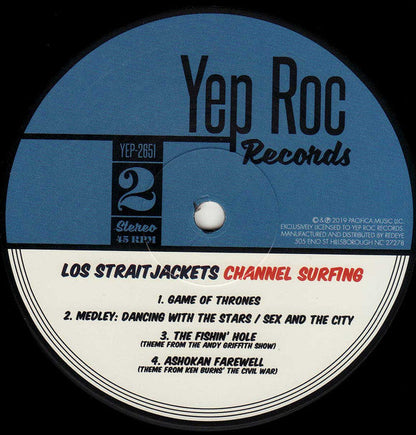 Yep Roc
Records
YEP-2651
2
Stereo
45 RPM
© & ℗ 2019 PACIFICA MUSIC LLC.
EXCLUSIVELY LICENSED TO YEP ROC RECORDS.
MANUFACTURED AND DISTRIBUTED BY REDEYE
505 ENO ST HILLSBOROUGH NC 27278
LOS STRAITJACKETS CHANNEL SURFING
1. GAME OF THRONES
2. MEDLEY: DANCING WITH THE STARS / SEX AND THE CITY
3. THE FISHIN' HOLE
(THEME FROM THE ANDY GRIFFITH SHOW)
4. ASHOKAN FAREWELL
(THEME FROM KEN BURNS' THE CIVIL WAR)